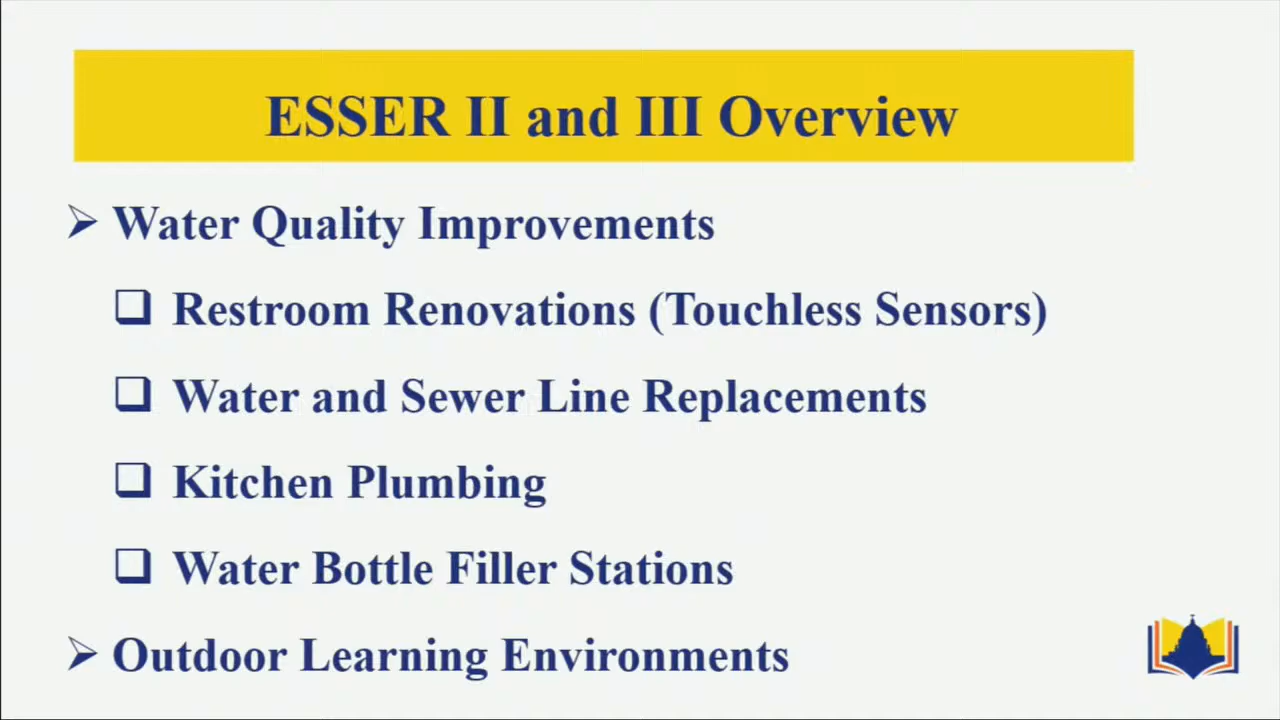 ESSER II and III Overview
Water Quality Improvements
Restroom Renovations (Touchless Sensors)
Water and Sewer Line Replacements
Kitchen Plumbing
Water Bottle Filler Stations
Outdoor Learning Environments